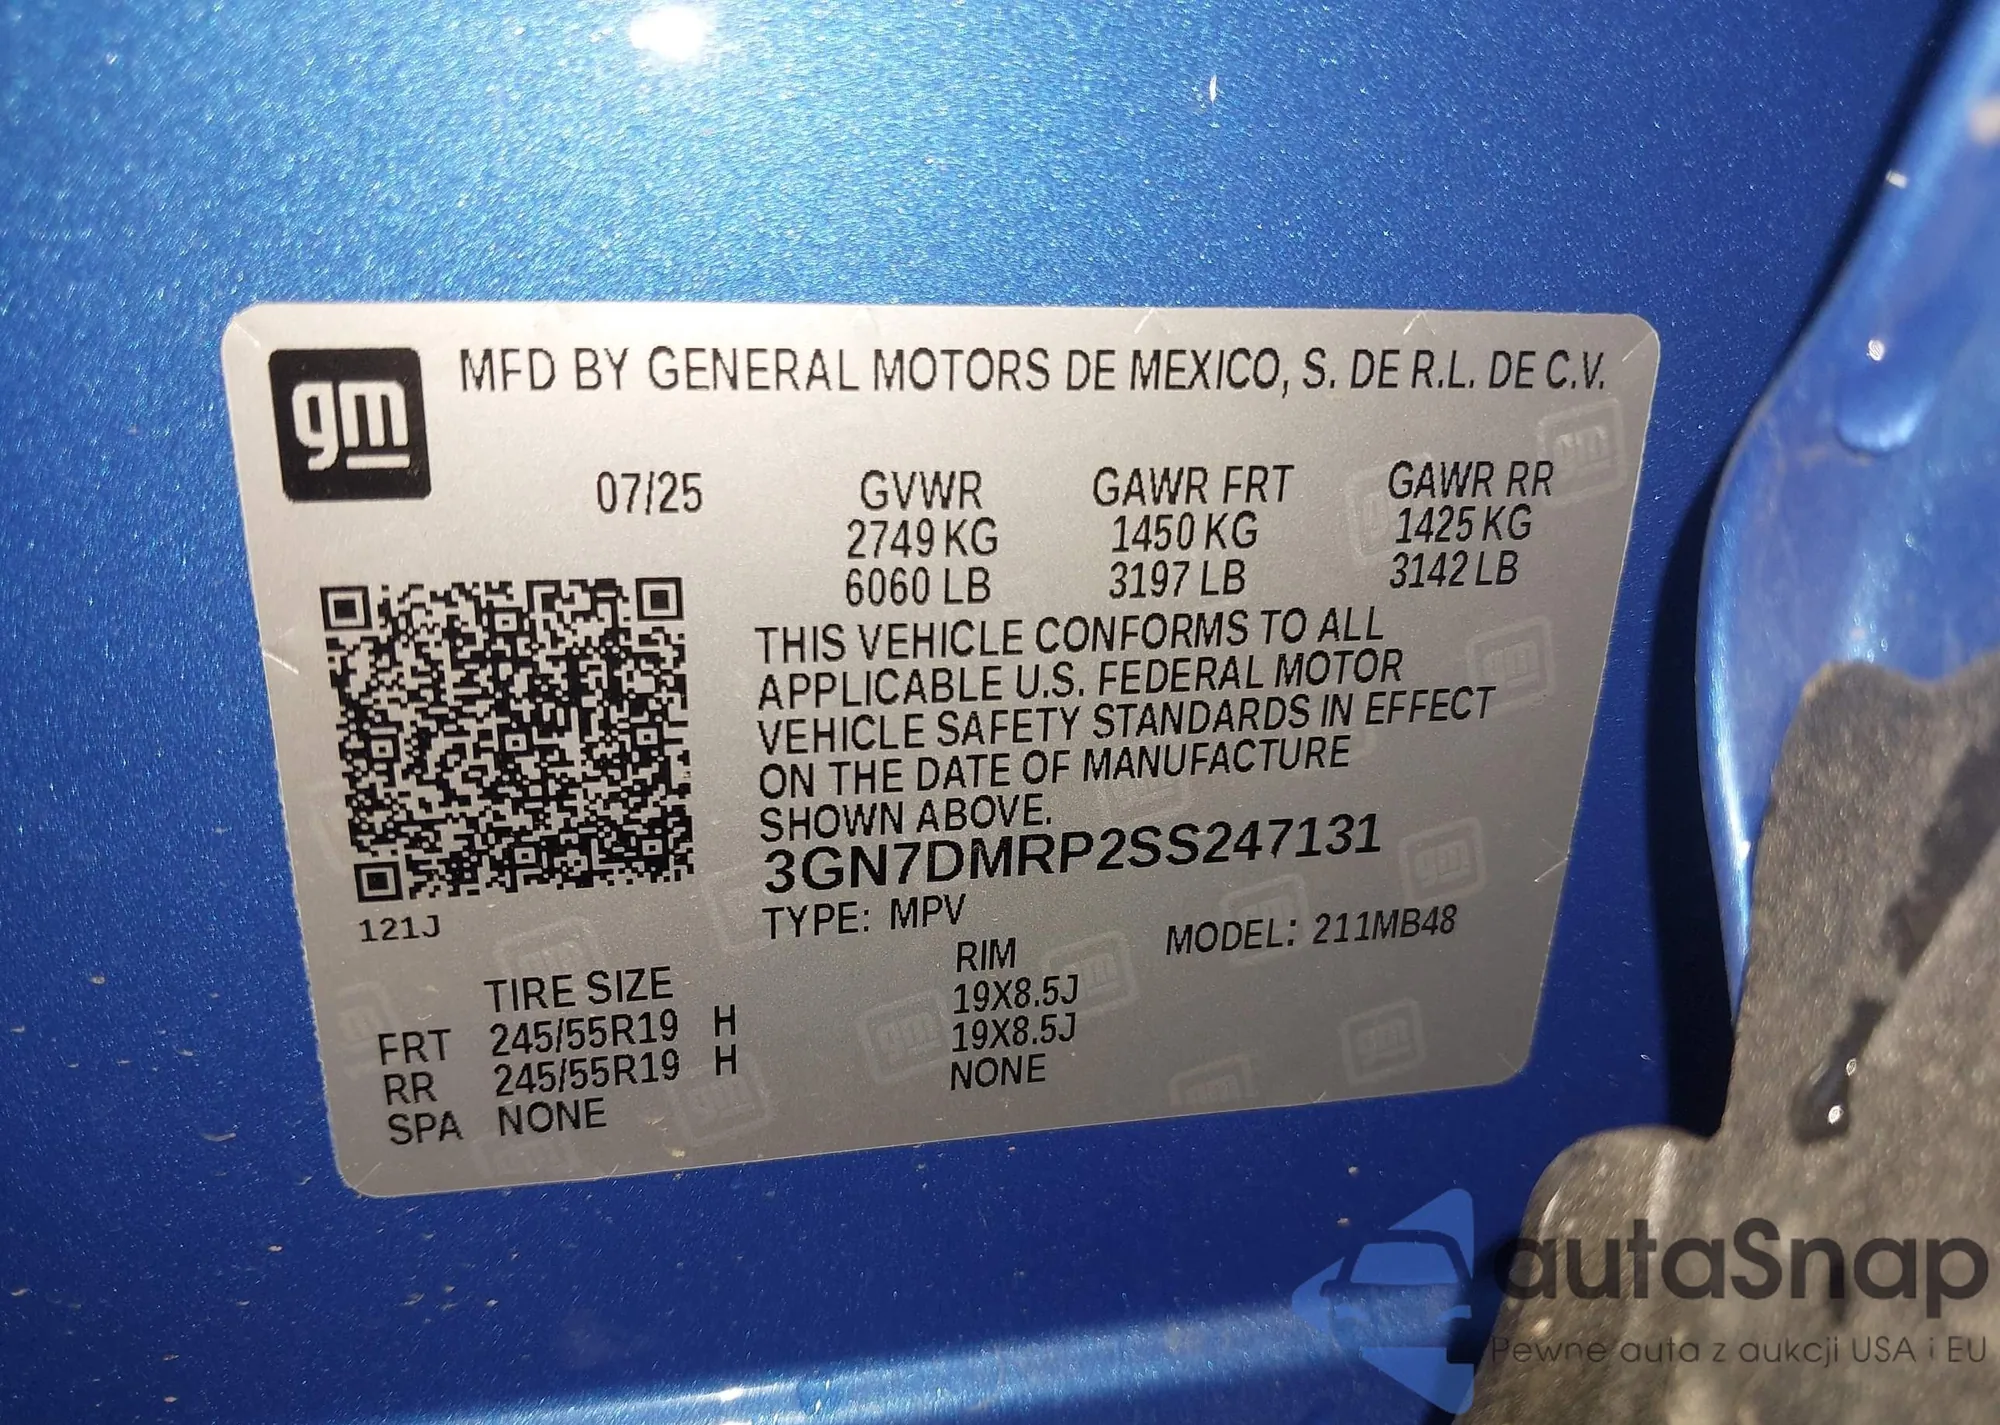 gm
MFD BY GENERAL MOTORS DE MEXICO, S. DE R.L. DE C.V.
07/25 GVWR GAWR FRT GAWR RR
2749 KG 1450 KG 1425 KG
6060 LB 3197 LB 3142 LB
THIS VEHICLE CONFORMS TO ALL
APPLICABLE U.S. FEDERAL MOTOR
VEHICLE SAFETY STANDARDS IN EFFECT
ON THE DATE OF MANUFACTURE
SHOWN ABOVE.
3GN7DMRP2SS247131
121J TYPE: MPV MODEL: 211MB48
TIRE SIZE RIM
FRT 245/55R19 H 19X8.5J
RR 245/55R19 H 19X8.5J
SPA NONE NONE
autaSnap
Pewne auta z aukcji USA i EU